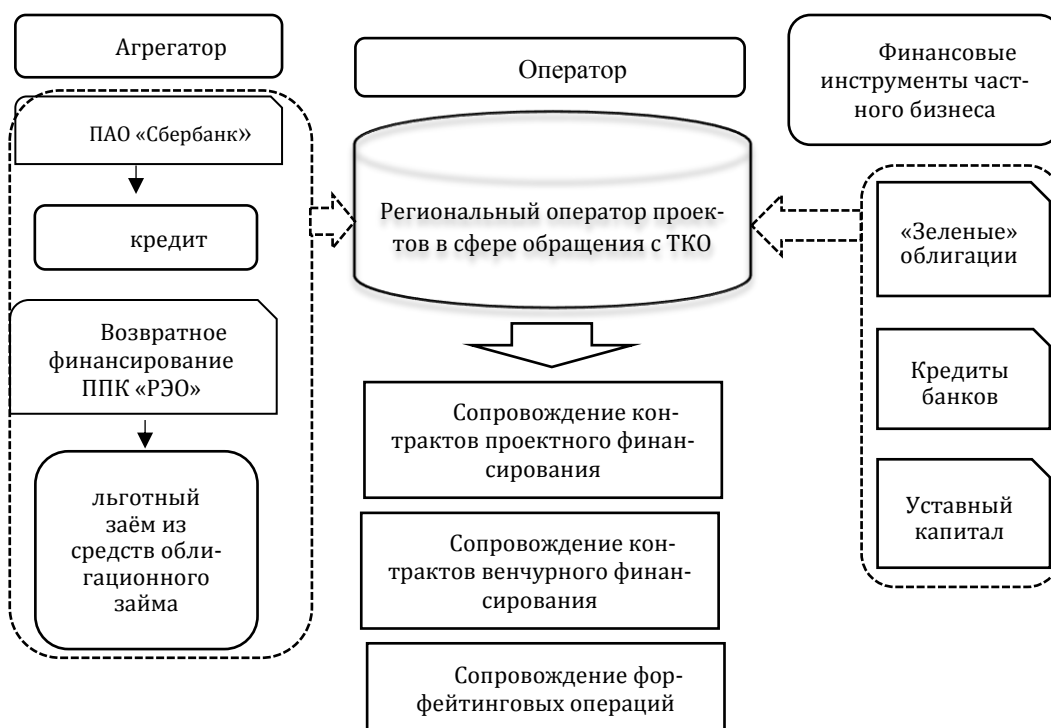 Агрегатор
ПАО «Сбербанк»
кредит
Возвратное
финансирование
ППК «РЭО»
льготный
заём из
средств обли-
гационного
займа
Оператор
Региональный оператор проек-
тов в сфере обращения с ТКО
Сопровождение кон-
трактов проектного финан-
сирования
Сопровождение кон-
трактов венчурного финан-
сирования
Сопровождение фор-
фейтинговых операций
Финансовые
инструменты част-
ного бизнеса
«Зеленые»
облигации
Кредиты
банков
Уставный
капитал